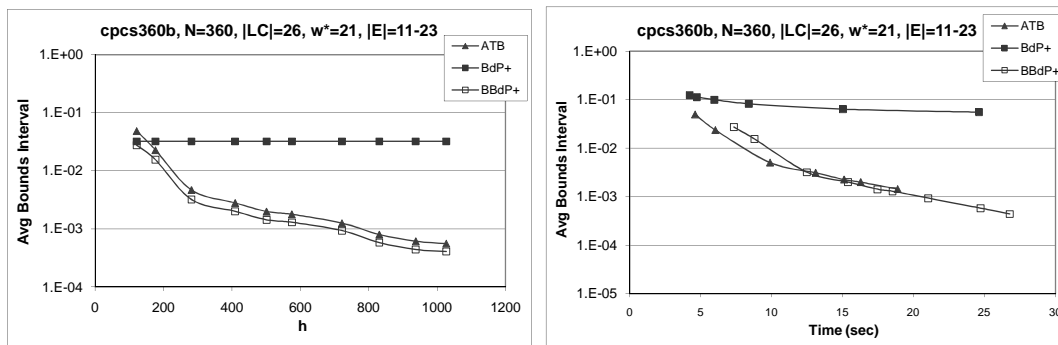 cpcs360b, N=360, |LC|=26, w*=21, |E|=11-23
ATB
BdP+
BBdP+
Avg Bounds Interval
1.E+00
1.E-01
1.E-02
1.E-03
1.E-04
0
200
400
600
800
1000
1200
h
cpcs360b, N=360, |LC|=26, w*=21, |E|=11-23
ATB
BdP+
BBdP+
Avg Bounds Interval
1.E+00
1.E-01
1.E-02
1.E-03
1.E-04
1.E-05
0
5
10
15
20
25
30
Time (sec)